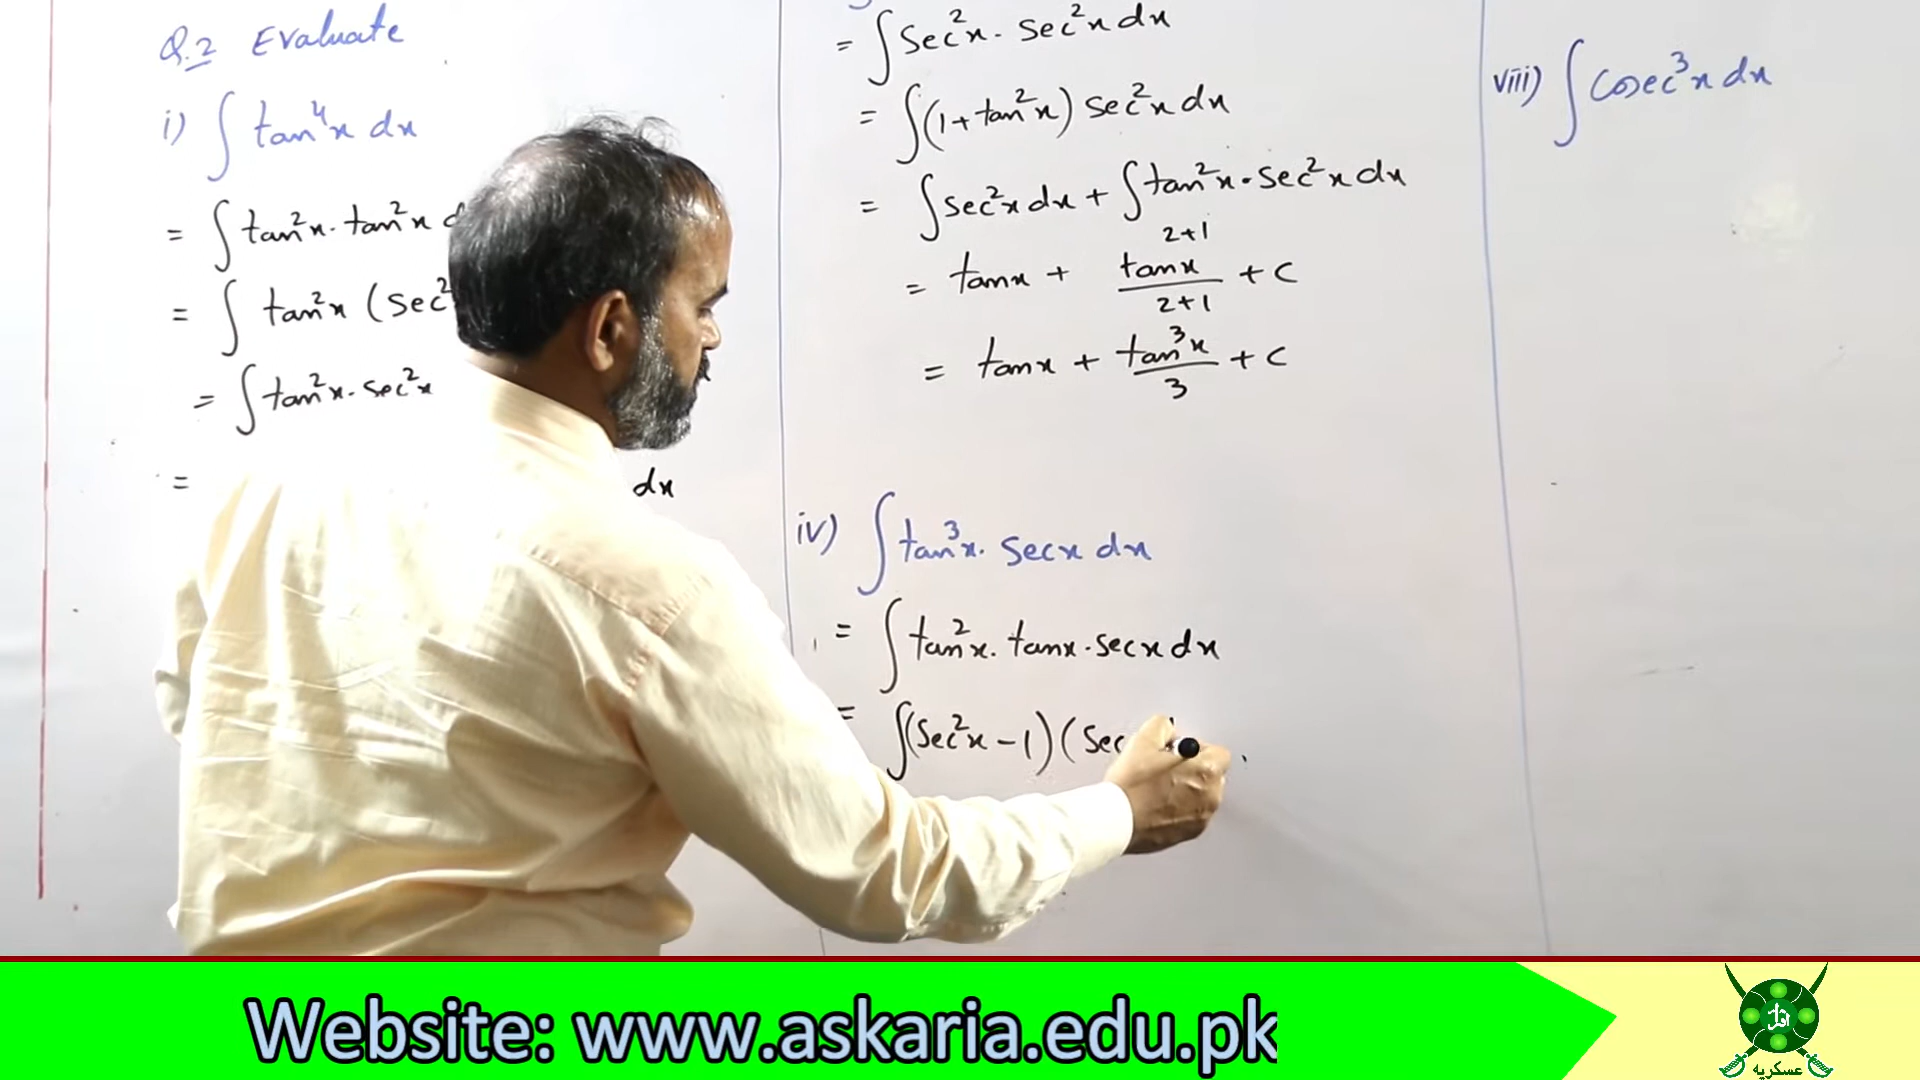 Q.2 Evaluate
i) ∫ tan⁴x dx
= ∫ tan²x · tan²x
= ∫ tan²x (sec²
= ∫ tan²x · sec²x
= dx
= ∫ sec²x · sec²x dx
= ∫ (1 + tan²x) sec²x dx
= ∫ sec²x dx + ∫ tan²x · sec²x dx
= tanx + tanx²⁺¹/2+1 + c
= tanx + tan³x/3 + c
iv) ∫ tan³x · secx dx
= ∫ tan²x · tanx · secx dx
= ∫ (sec²x − 1) (sec
viii) ∫ cosec³x dx
Website: www.askaria.edu.pk
عسکریہ